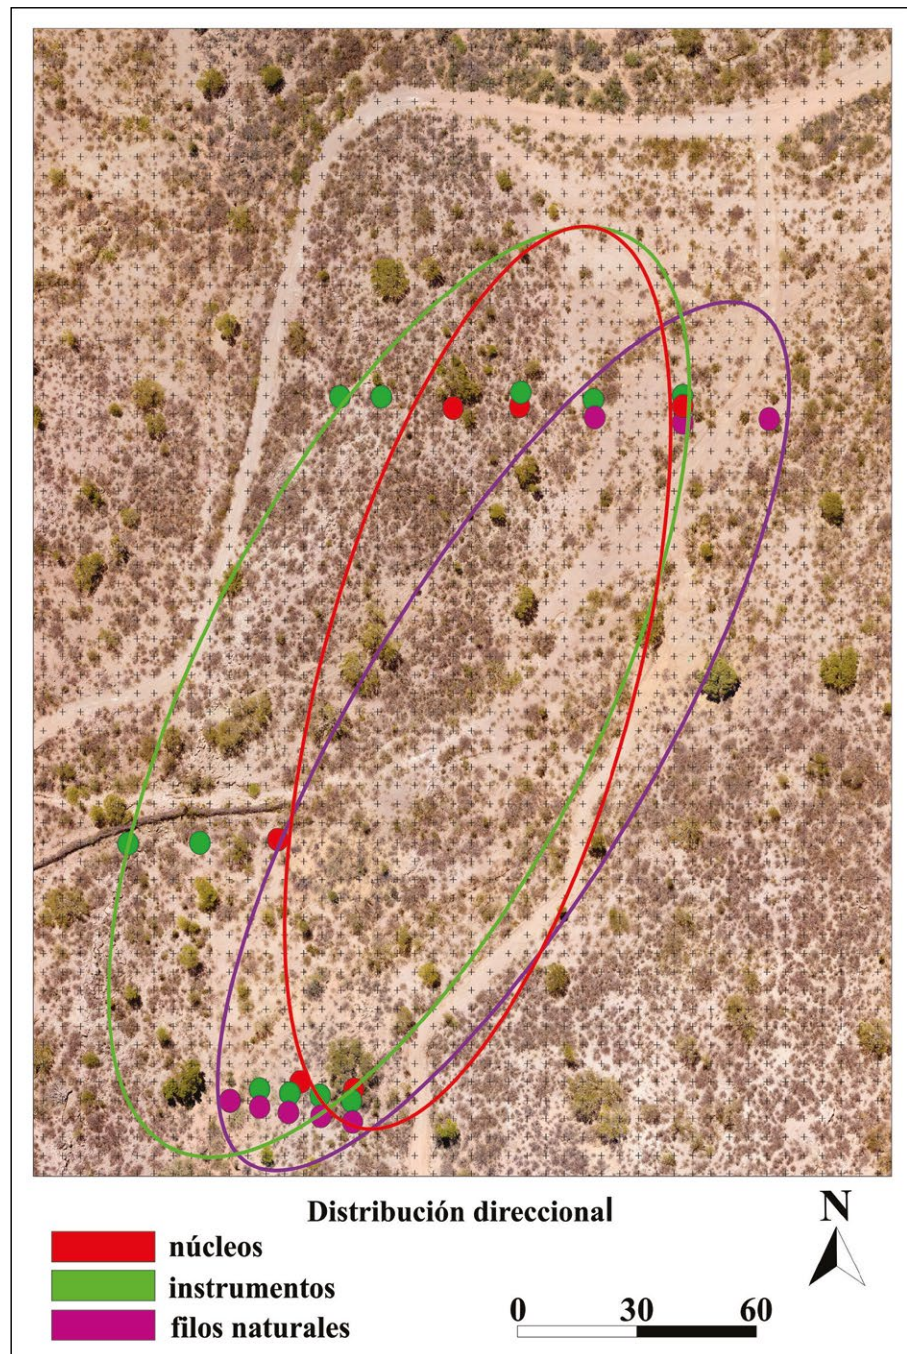 Distribución direccional
N
núcleos
instrumentos
filos naturales
0 30 60